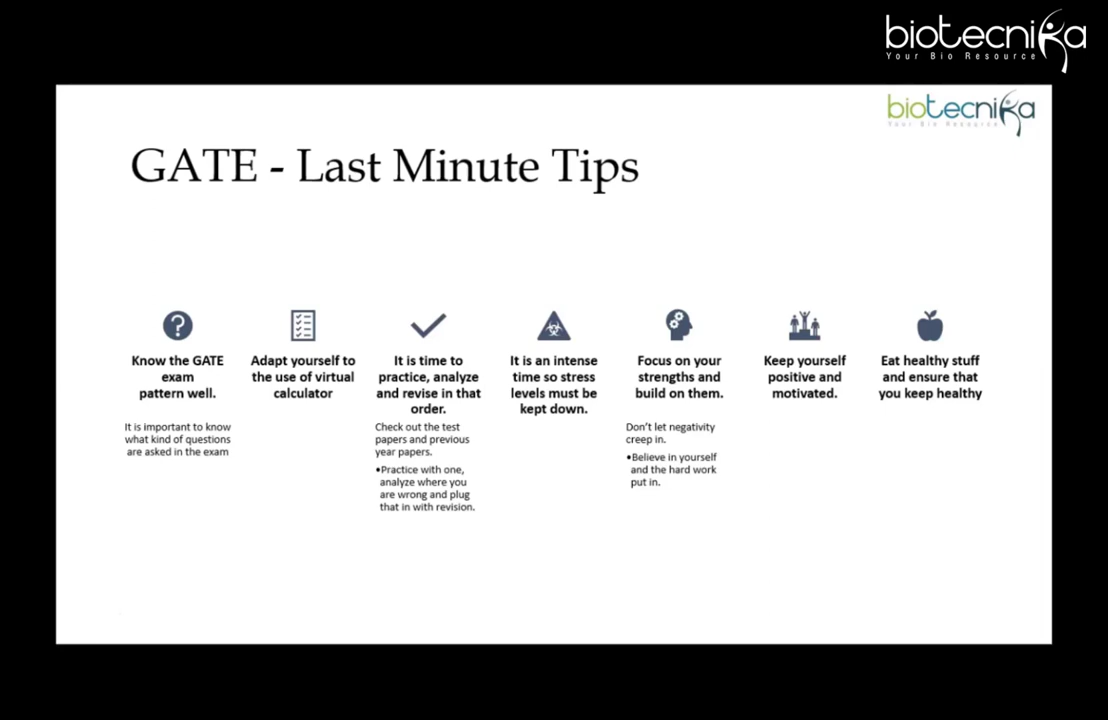 biotecnika
Your Bio Resource
biotecnika
Your Bio Resource
GATE - Last Minute Tips
Know the GATE
exam
pattern well.
It is important to know
what kind of questions
are asked in the exam
Adapt yourself to
the use of virtual
calculator
It is time to
practice, analyze
and revise in that
order.
Check out the test
papers and previous
year papers.
•Practice with one,
analyze where you
are wrong and plug
that in with revision.
It is an intense
time so stress
levels must be
kept down.
Focus on your
strengths and
build on them.
Don't let negativity
creep in.
•Believe in yourself
and the hard work
put in.
Keep yourself
positive and
motivated.
Eat healthy stuff
and ensure that
you keep healthy